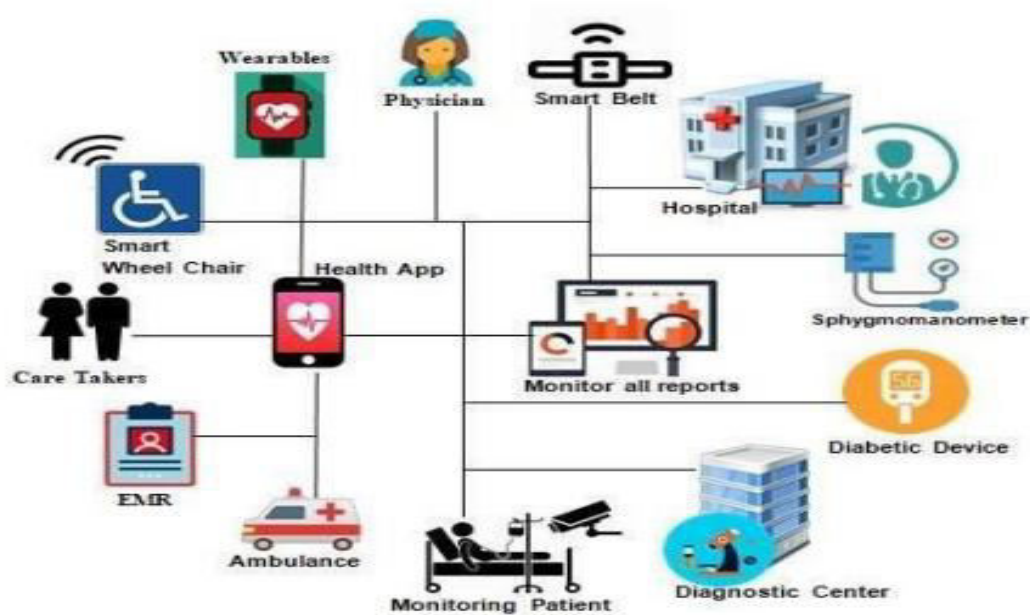 Wearables
Physician
Smart Belt
Hospital
Smart
Wheel Chair
Health App
Sphygmomanometer
Care Takers
Monitor all reports
56
Diabetic Device
EMR
Ambulance
Diagnostic Center
Monitoring Patient